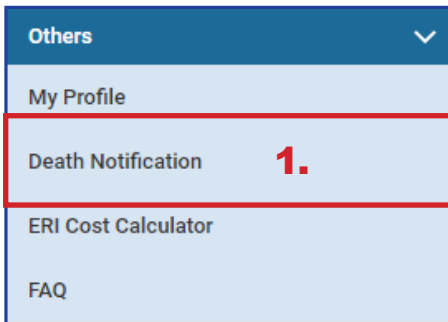 Others
My Profile
Death Notification 1.
ERI Cost Calculator
FAQ